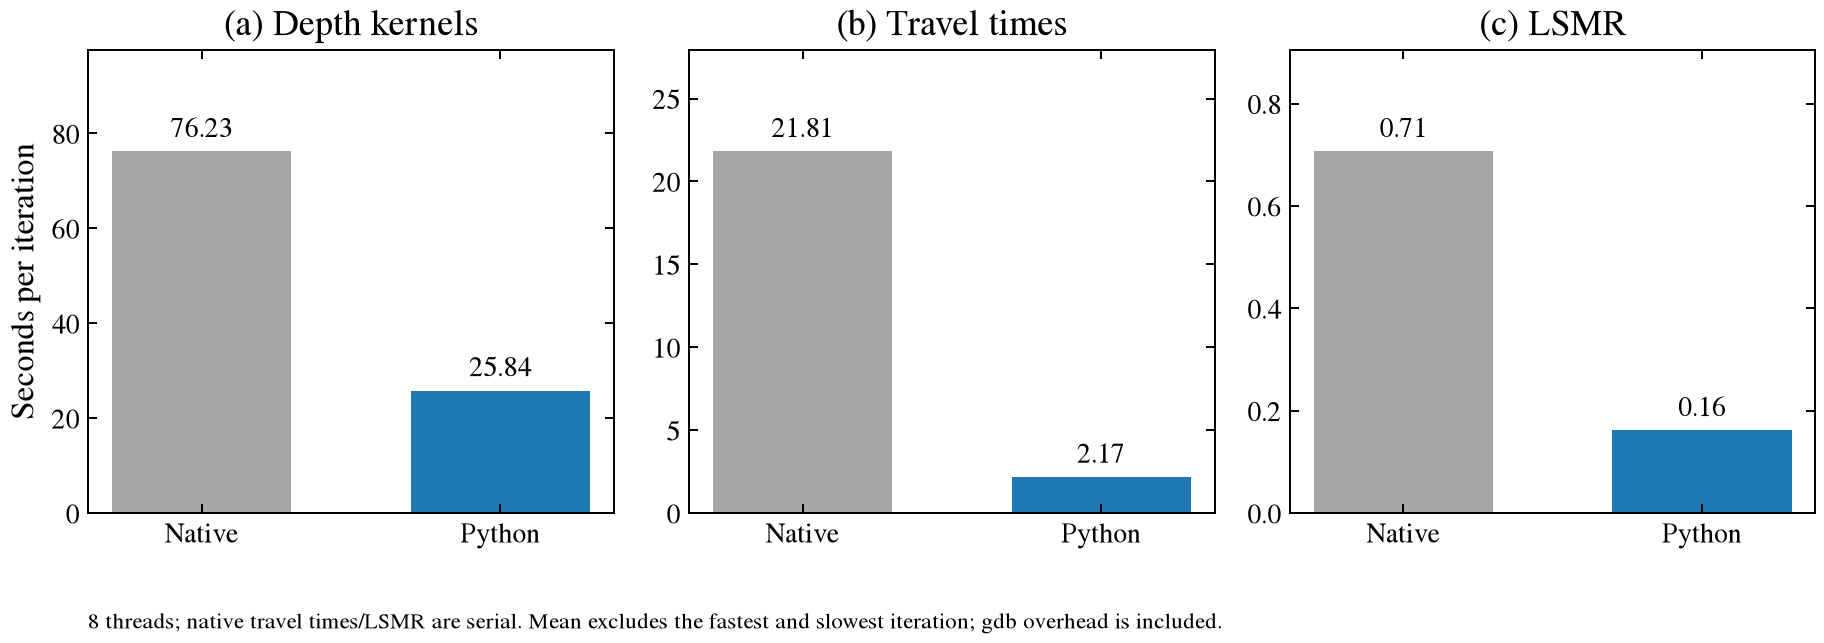 (a) Depth kernels
Seconds per iteration
80
60
40
20
0
76.23
25.84
Native
Python
(b) Travel times
25
20
15
10
5
0
21.81
2.17
Native
Python
(c) LSMR
0.8
0.6
0.4
0.2
0.0
0.71
0.16
Native
Python
8 threads; native travel times/LSMR are serial. Mean excludes the fastest and slowest iteration; gdb overhead is included.